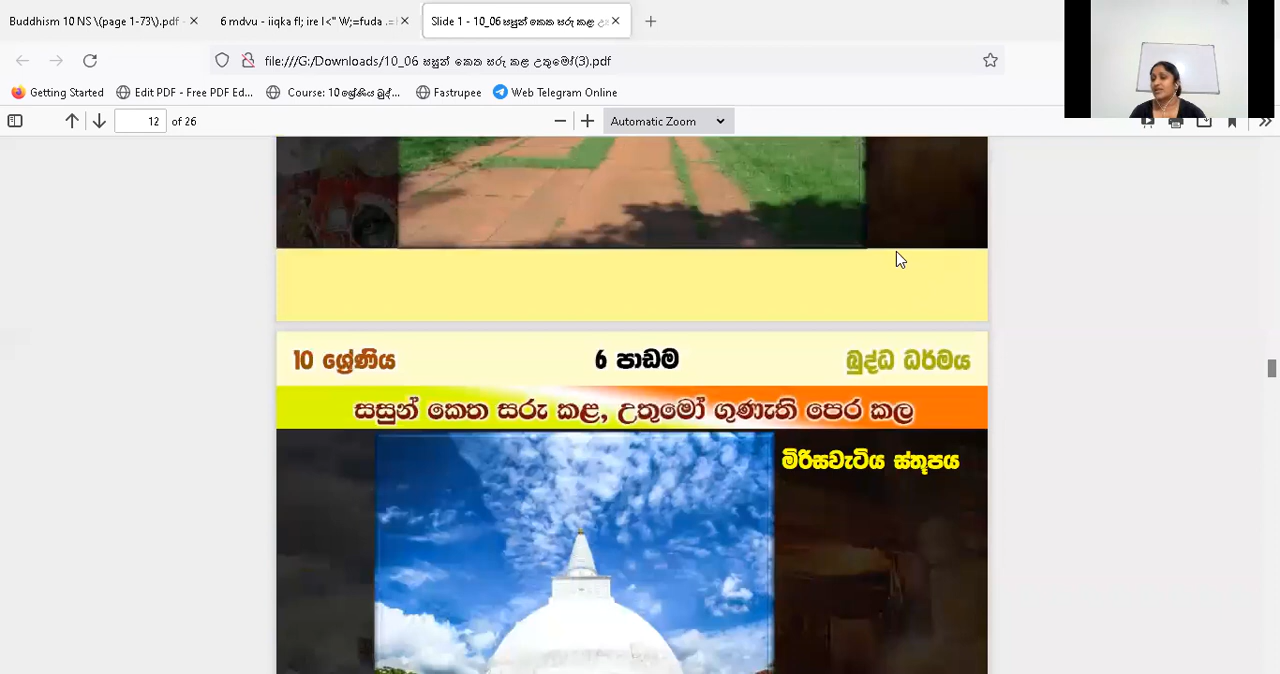 Buddhism 10 NS \(page 1-73\).pdf
6 mdvu - iiqka fl; ire l<" W;=fuda .=
Slide 1 - 10_06 සසුන් කෙත සරු කළ උතු
file:///G:/Downloads/10_06 සසුන් කෙත සරු කළ උතුමෝ(3).pdf
Getting Started
Edit PDF - Free PDF Ed...
Course: 10 ශ්‍රේණිය බුද්...
Fastrupee
Web Telegram Online
12 of 26
Automatic Zoom
10 ශ්‍රේණිය
6 පාඩම
බුද්ධ ධර්මය
සසුන් කෙත සරු කළ, උතුමෝ ගුණැති පෙර කල
මිරිසවැටිය ස්තූපය